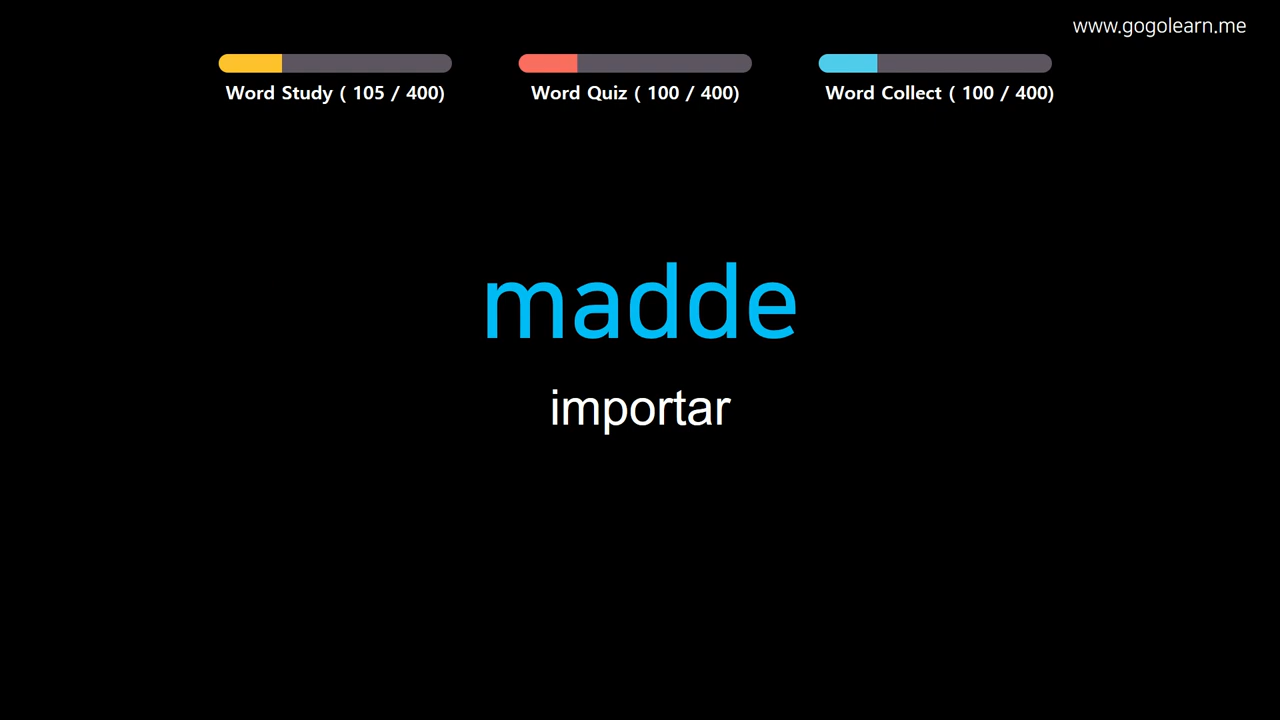 www.gogolearn.me
Word Study ( 105 / 400)
Word Quiz ( 100 / 400)
Word Collect ( 100 / 400)
madde
importar